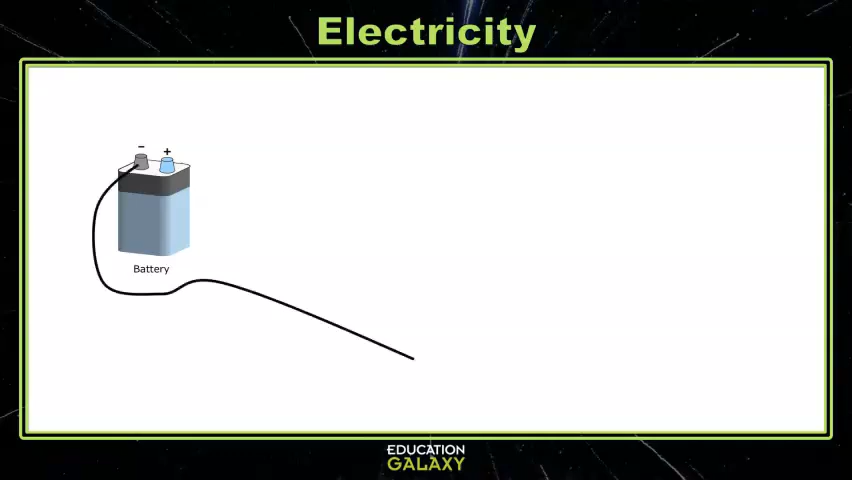 Electricity
− +
Battery
EDUCATION
GALAXY